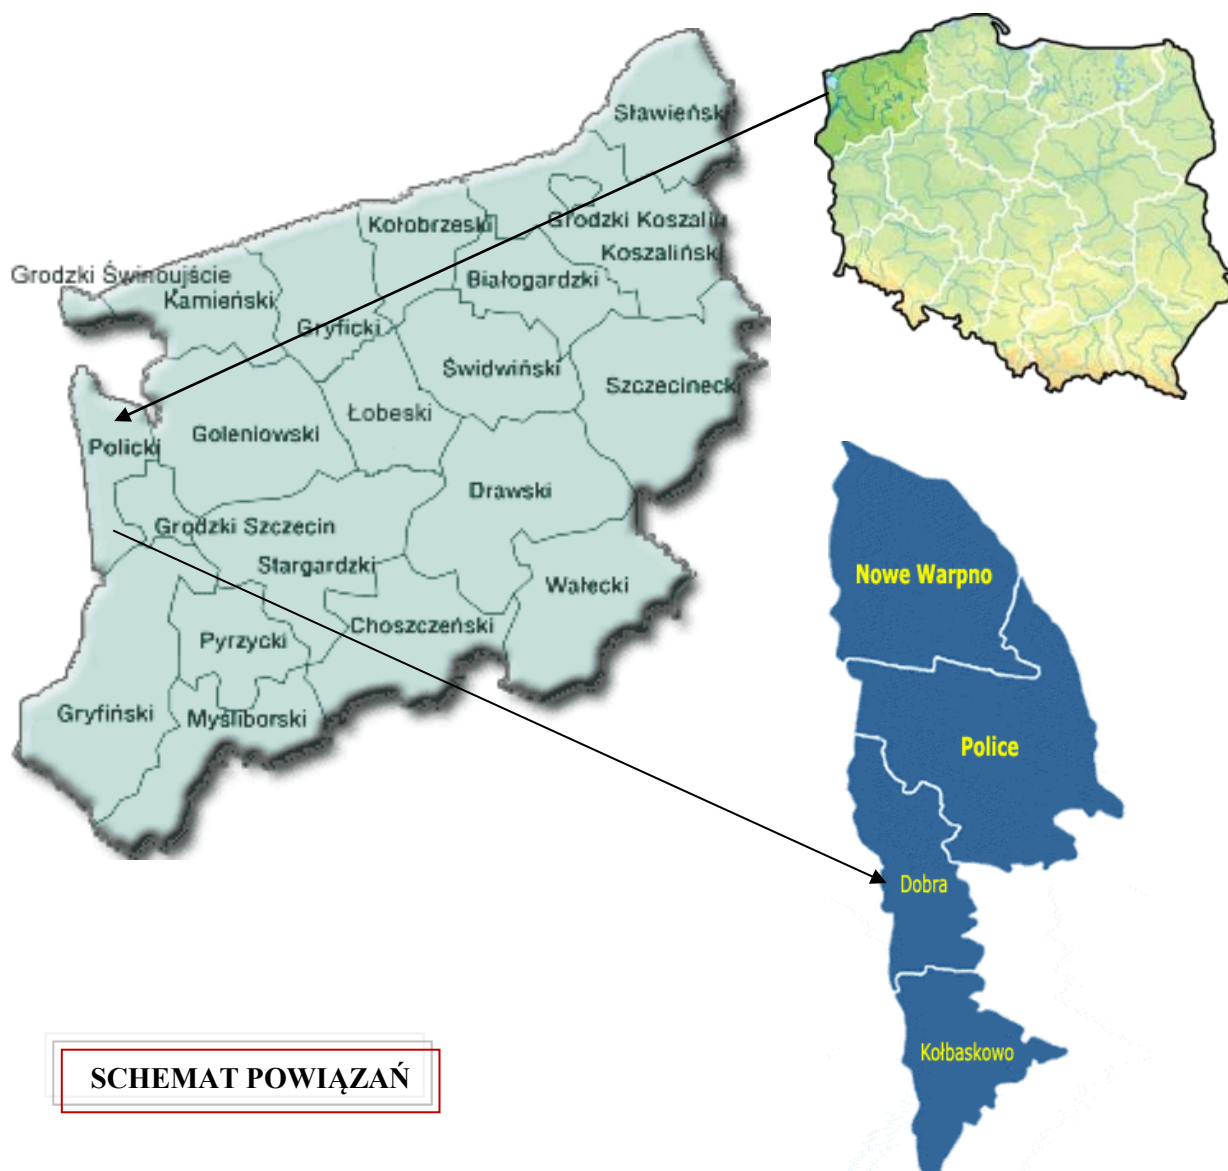 Sławieński
Kołobrzeski
Grodzki Koszalin
Koszalińsk
Grodzki Świnoujście
Kamieński
Białogardzki
Gryficki
Świdwiński
Szczecinecki
Łobeski
Policki
Goleniowski
Drawski
Grodzki Szczecin
Stargardzki
Wałecki
Choszczeński
Pyrzycki
Gryfiński
Myśliborski
Nowe Warpno
Police
Dobra
Kołbaskowo
SCHEMAT POWIĄZAŃ